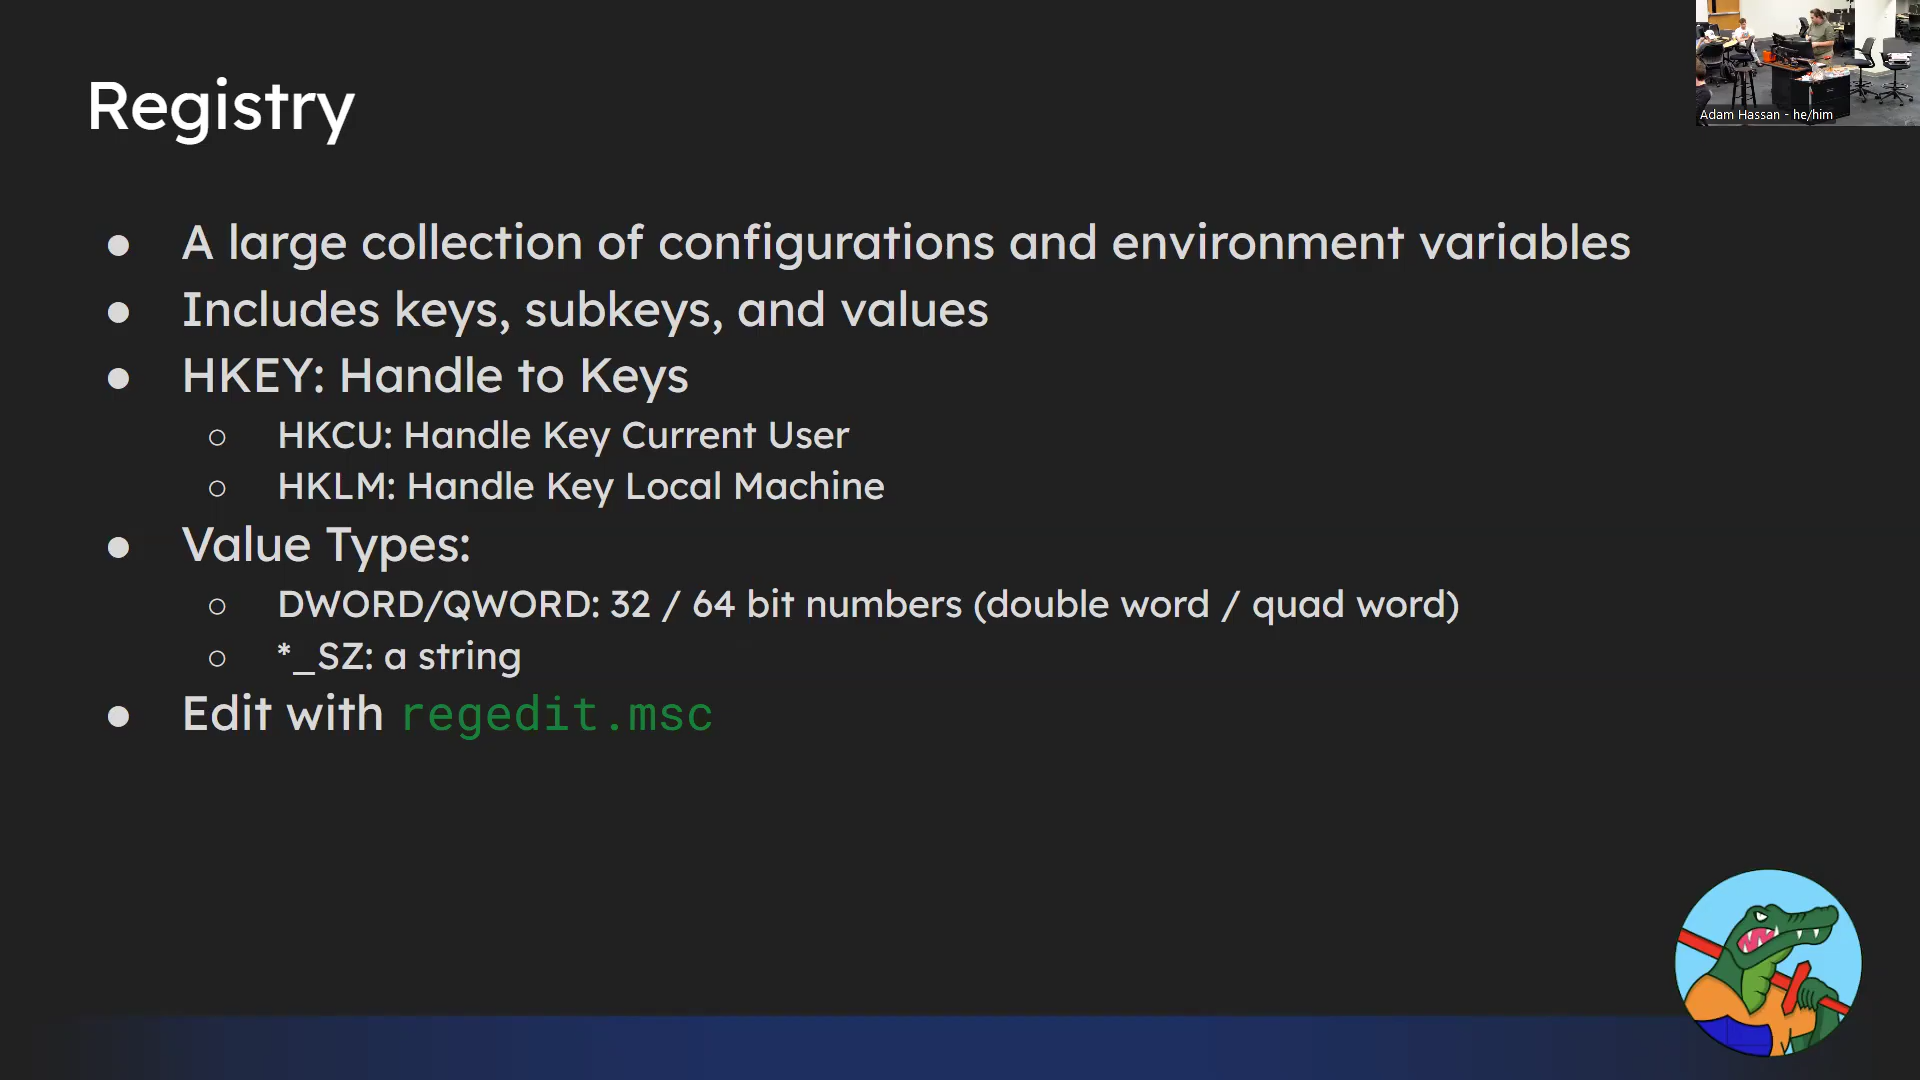 Registry
Adam Hassan - he/him
● A large collection of configurations and environment variables
● Includes keys, subkeys, and values
● HKEY: Handle to Keys
○ HKCU: Handle Key Current User
○ HKLM: Handle Key Local Machine
● Value Types:
○ DWORD/QWORD: 32 / 64 bit numbers (double word / quad word)
○ *_SZ: a string
● Edit with regedit.msc